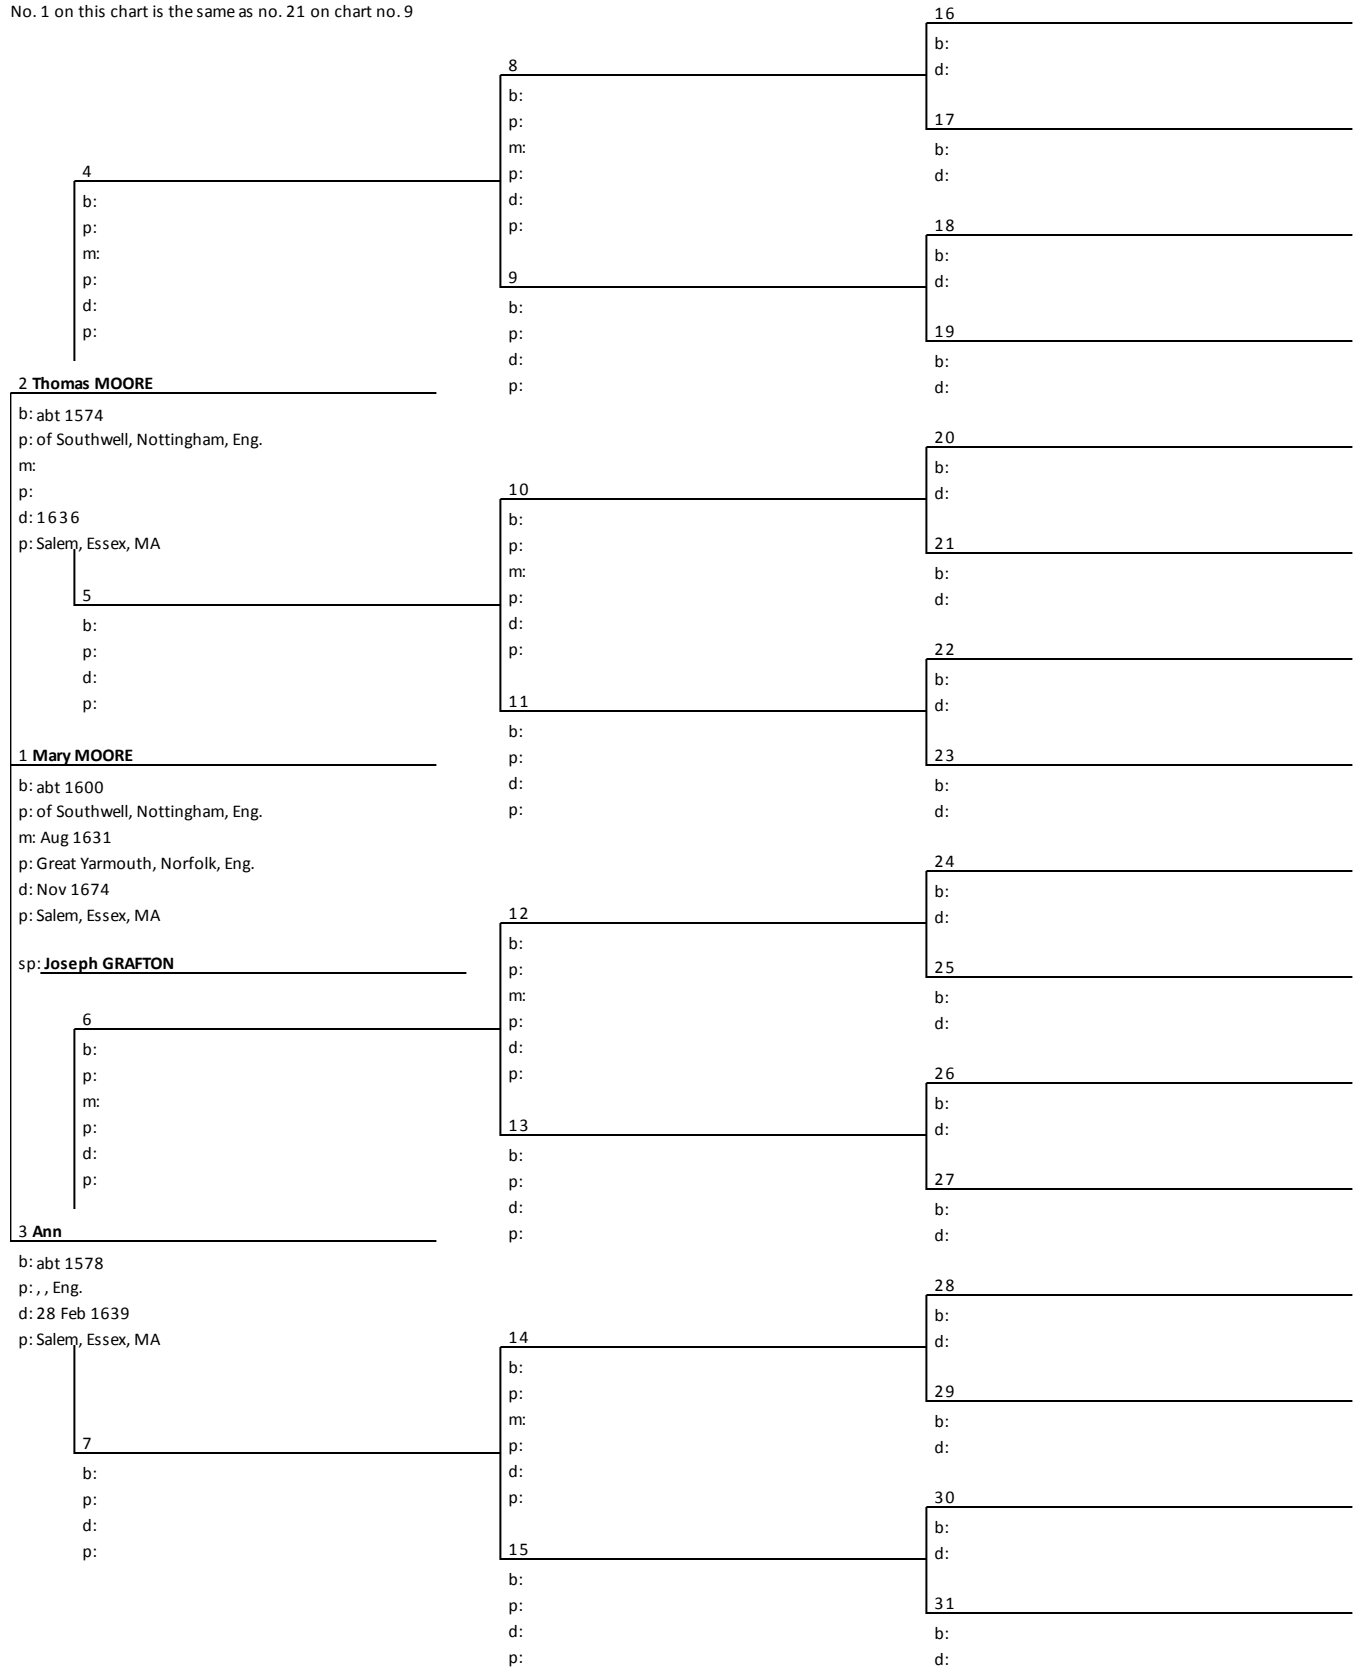 No. 1 on this chart is the same as no. 21 on chart no. 9
2 Thomas MOORE
b: abt 1574
p: of Southwell, Nottingham, Eng.
m:
p:
d: 1636
p: Salem, Essex, MA
1 Mary MOORE
b: abt 1600
p: of Southwell, Nottingham, Eng.
m: Aug 1631
p: Great Yarmouth, Norfolk, Eng.
d: Nov 1674
p: Salem, Essex, MA
sp: Joseph GRAFTON
3 Ann
b: abt 1578
p: , , Eng.
d: 28 Feb 1639
p: Salem, Essex, MA
4
b:
p:
m:
p:
d:
p:
5
b:
p:
d:
p:
6
b:
p:
m:
p:
d:
p:
7
b:
p:
d:
p:
8
b:
p:
m:
p:
d:
p:
9
b:
p:
d:
p:
10
b:
p:
m:
p:
d:
p:
11
b:
p:
d:
p:
12
b:
p:
m:
p:
d:
p:
13
b:
p:
d:
p:
14
b:
p:
m:
p:
d:
p:
15
b:
p:
d:
p:
16
b:
d:
17
b:
d:
18
b:
d:
19
b:
d:
20
b:
d:
21
b:
d:
22
b:
d:
23
b:
d:
24
b:
d:
25
b:
d:
26
b:
d:
27
b:
d:
28
b:
d:
29
b:
d:
30
b:
d:
31
b:
d: